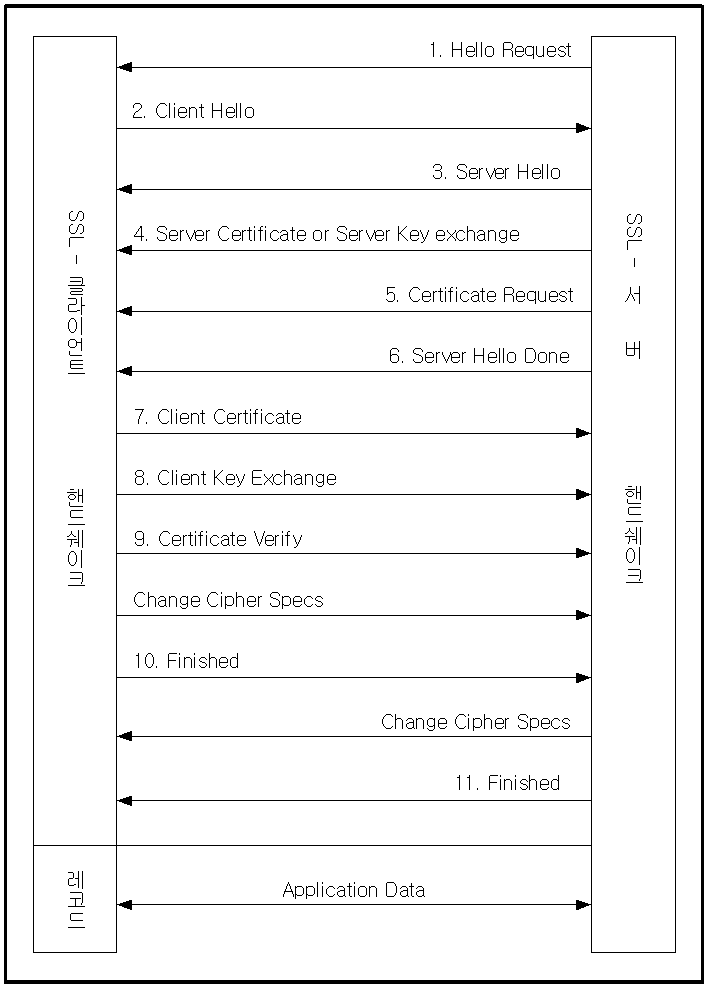 1. Hello Request
2. Client Hello
3. Server Hello
4. Server Certificate or Server Key exchange
5. Certificate Request
6. Server Hello Done
7. Client Certificate
8. Client Key Exchange
9. Certificate Verify
Change Cipher Specs
10. Finished
Change Cipher Specs
11. Finished
Application Data
SSL - 클라이언트
핸드쉐이크
레코드
SSL - 서 버
핸드쉐이크